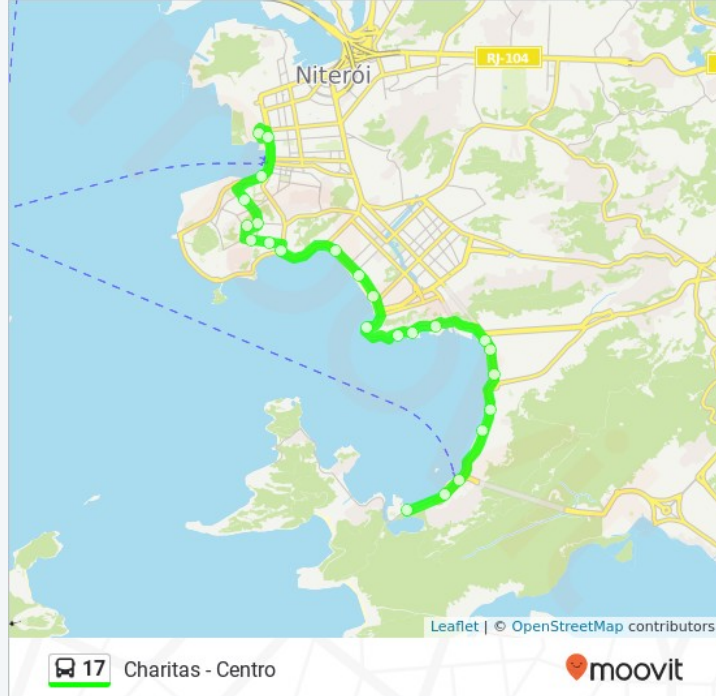 RJ-104
Niterói
Leaflet | © OpenStreetMap contributors
17 Charitas - Centro
moovit